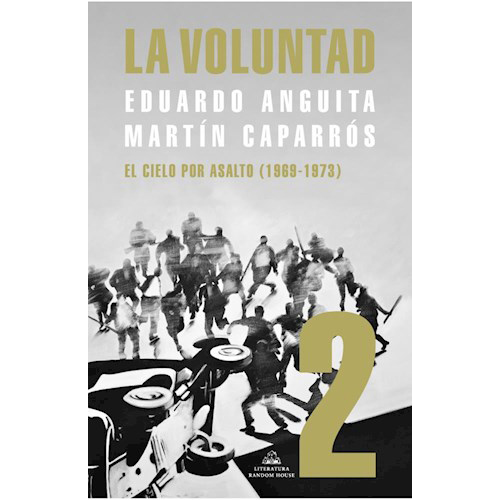 LA VOLUNTAD
EDUARDO ANGUITA
MARTÍN CAPARRÓS
EL CIELO POR ASALTO (1969-1973)
2
LITERATURA
RANDOM HOUSE